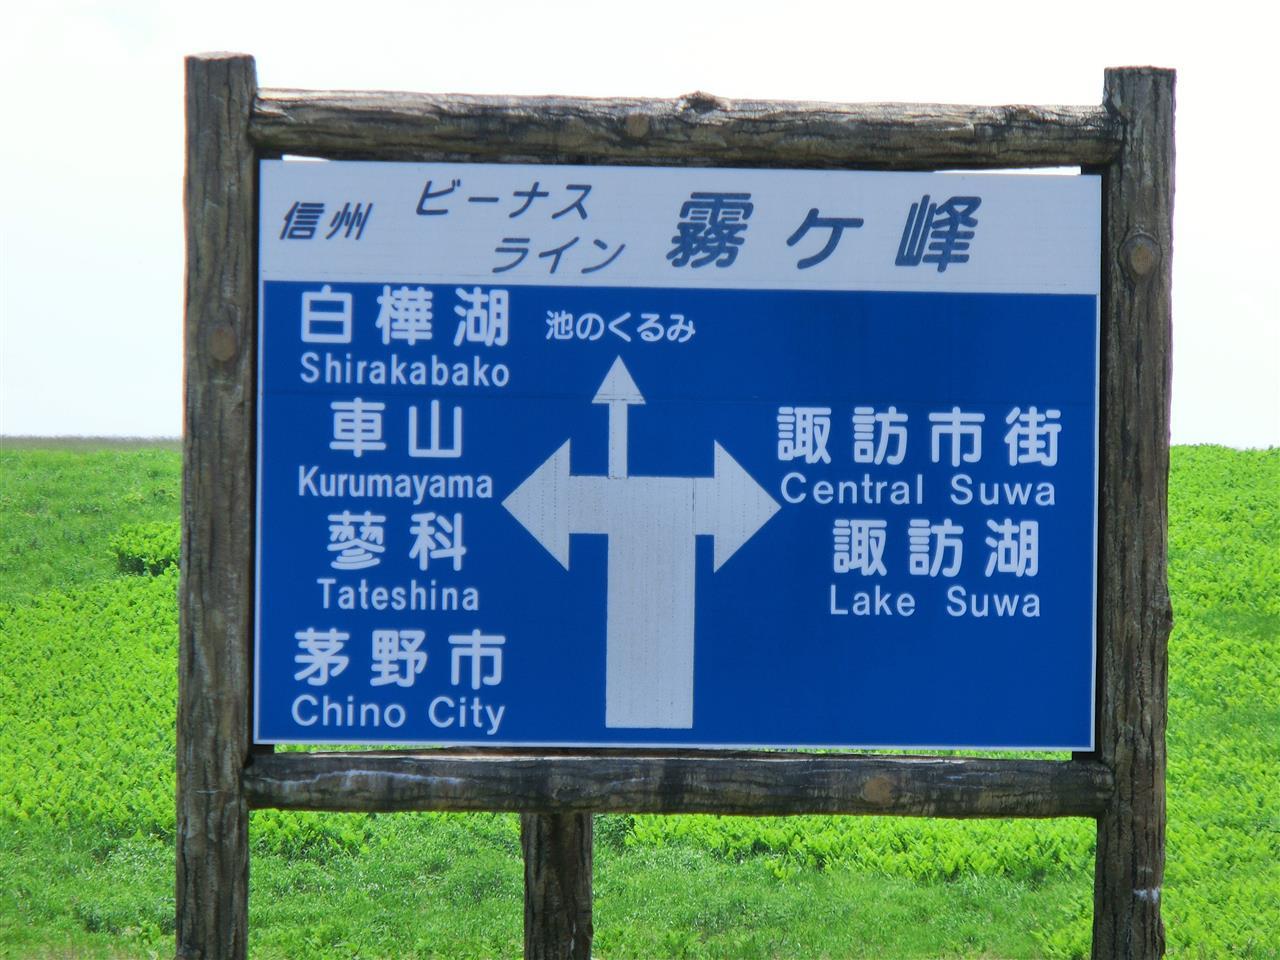 信州 ビーナスライン 霧ケ峰
白樺湖
Shirakabako
車山
Kurumayama
蓼科
Tateshina
茅野市
Chino City
池のくるみ
諏訪市街
Central Suwa
諏訪湖
Lake Suwa